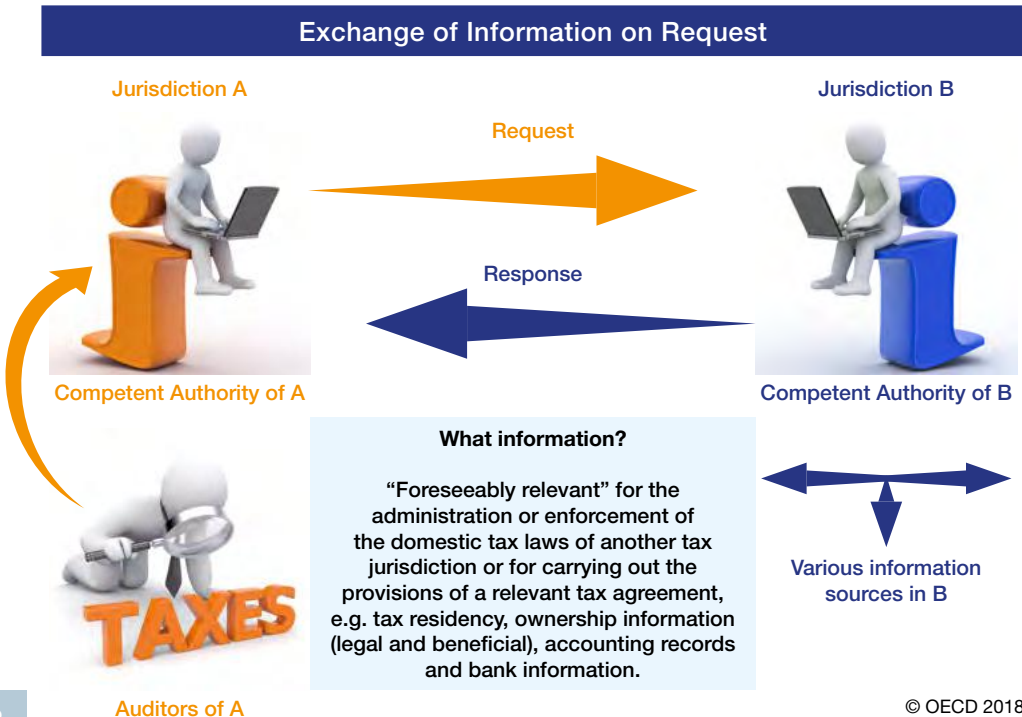 Exchange of Information on Request
Jurisdiction A
Jurisdiction B
Request
Response
Competent Authority of A
Competent Authority of B
What information?
“Foreseeably relevant” for the
administration or enforcement of
the domestic tax laws of another tax
jurisdiction or for carrying out the
provisions of a relevant tax agreement,
e.g. tax residency, ownership information
(legal and beneficial), accounting records
and bank information.
Various information
sources in B
TAXES
Auditors of A
© OECD 2018